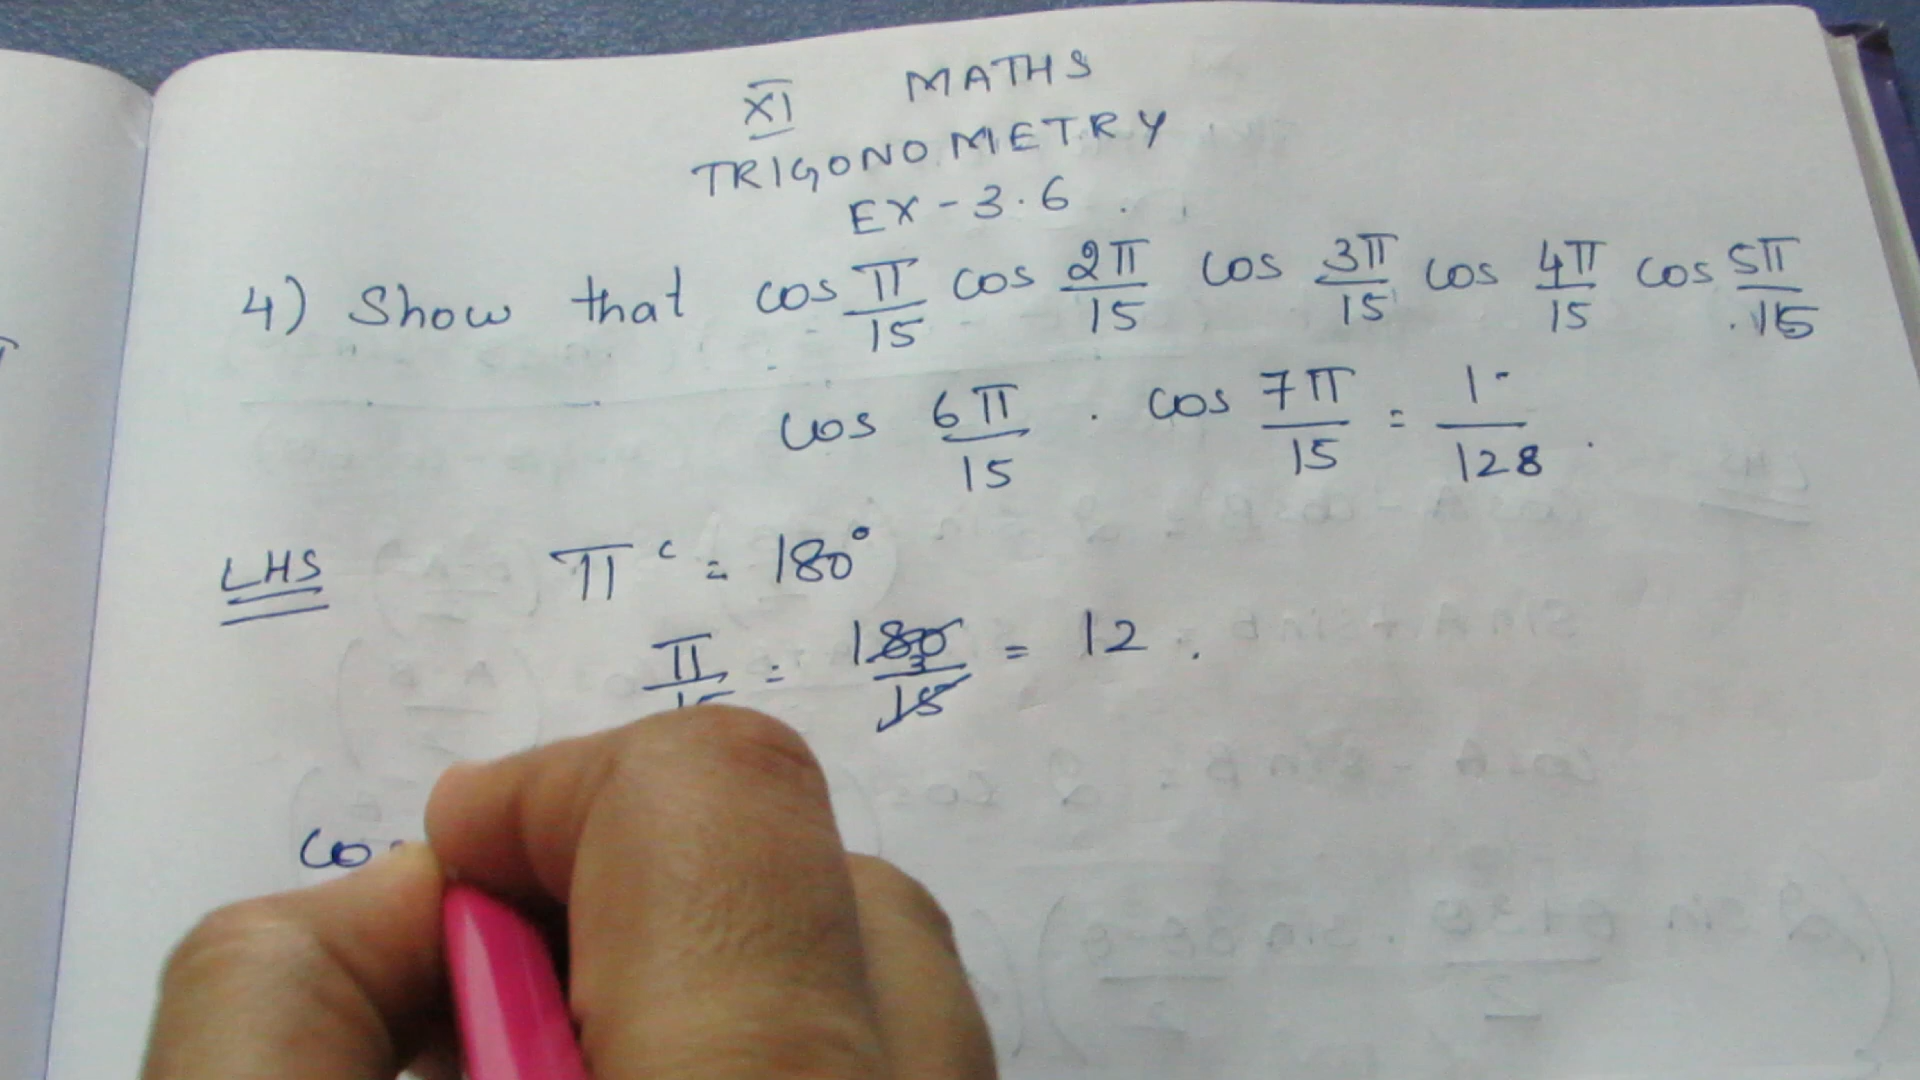 XI MATHS
TRIGONOMETRY
EX - 3.6
4) Show that cos π/15 cos 2π/15 cos 3π/15 cos 4π/15 cos 5π/15
cos 6π/15 . cos 7π/15 = 1/128 .
LHS π^c = 180°
π/15 = 180/15 = 12 .
cos